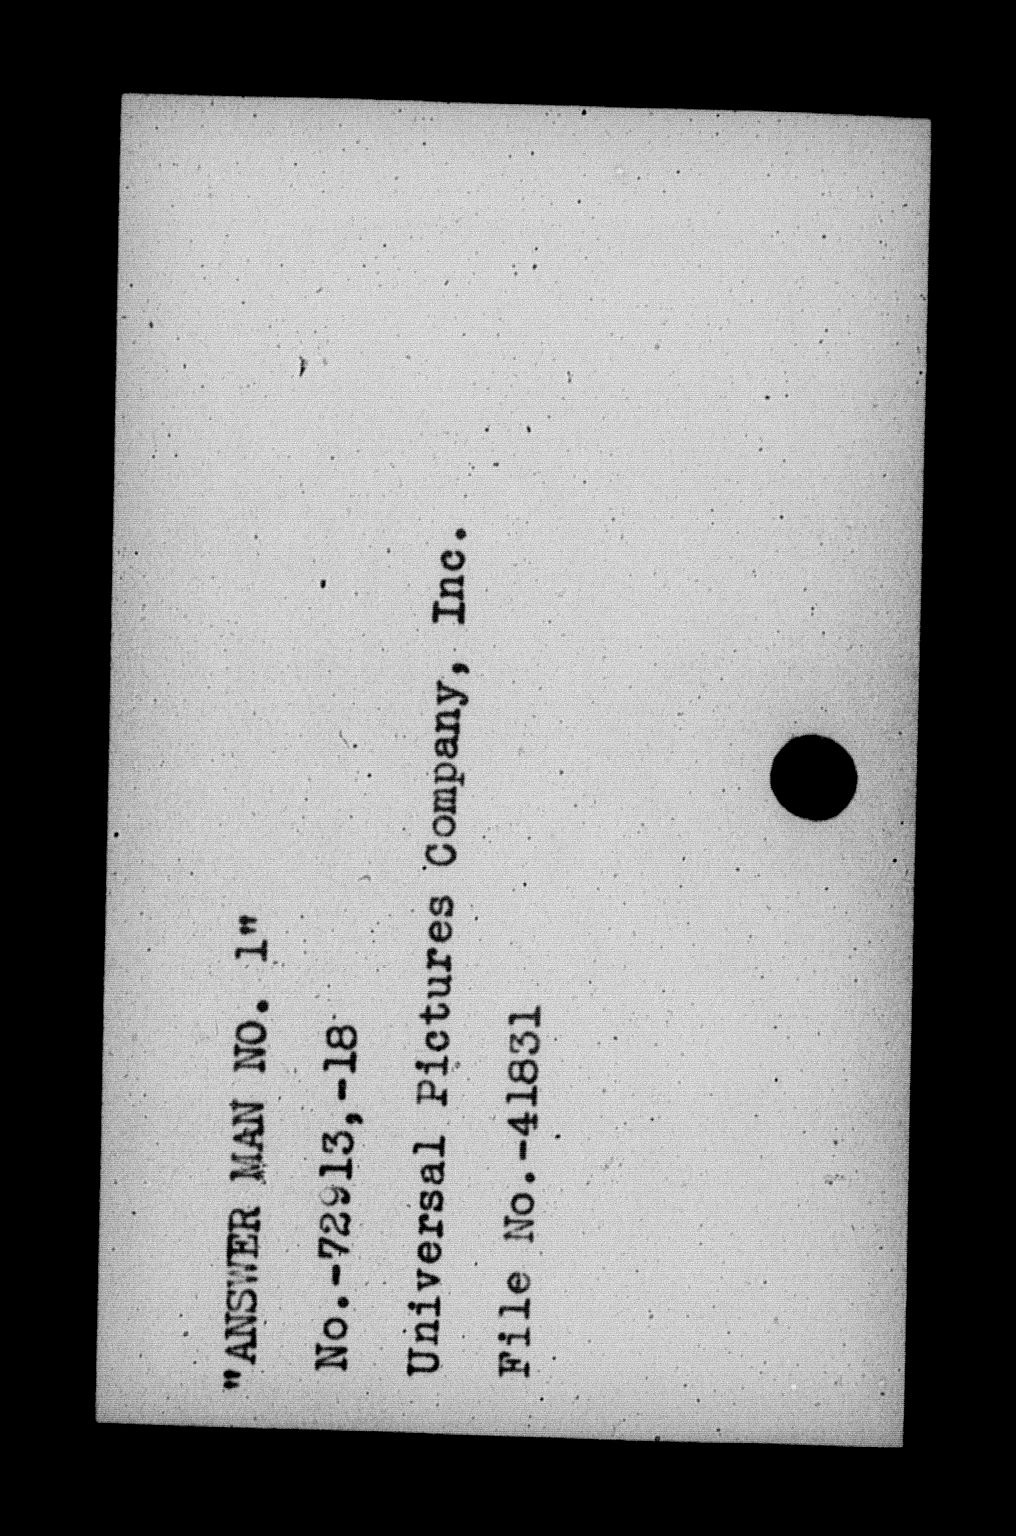 "ANSWER MAN NO. 1"
No.-72913,-18
Universal Pictures Company, Inc.
File No.-41831